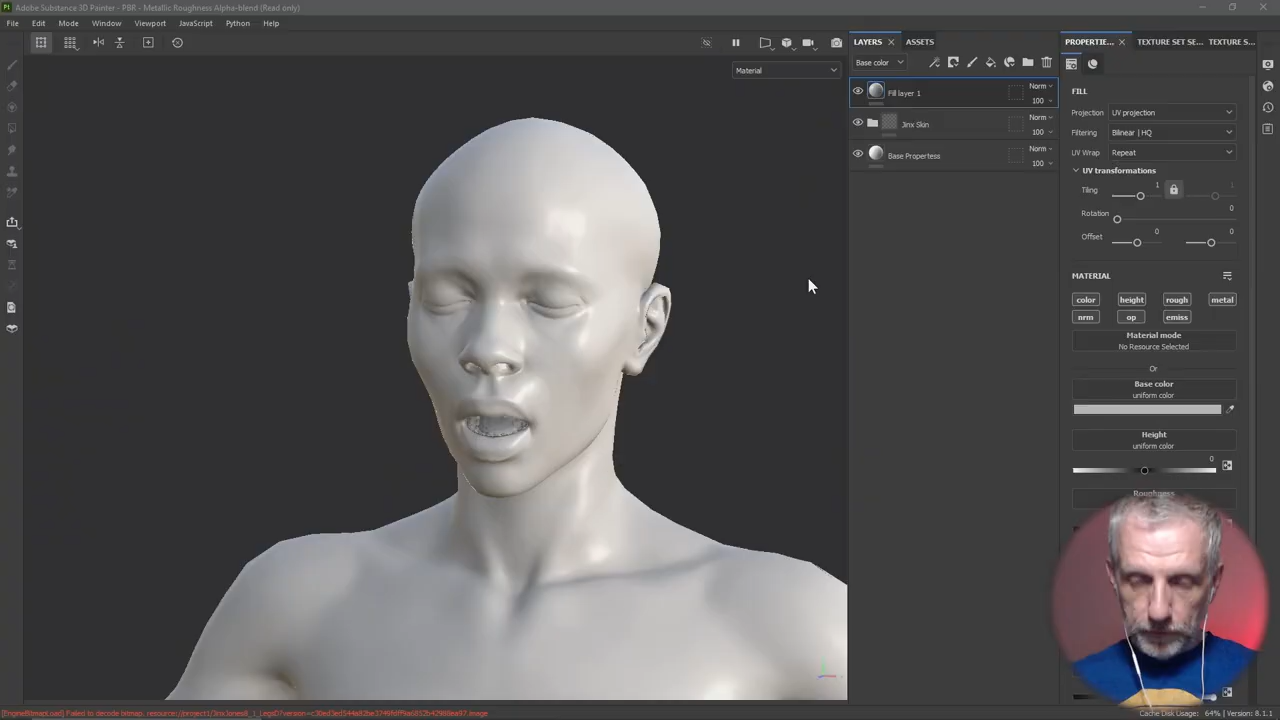 Adobe Substance 3D Painter - PBR - Metallic Roughness Alpha-blend (Read only)
File Edit Mode Window Viewport JavaScript Python Help
Material
LAYERS ASSETS
Base color
Fill layer 1 Norm
100
Jinx Skin Norm
100
Base Propertess Norm
100
PROPERTIE... TEXTURE SET SE... TEXTURE S...
FILL
Projection UV projection
Filtering Bilinear | HQ
UV Wrap Repeat
UV transformations
Tiling 1 1
Rotation 0
Offset 0 0
MATERIAL
color height rough metal
nrm op emiss
Material mode
No Resource Selected
Or
Base color
uniform color
Height
uniform color
0
Roughness
Cache Disk Usage: 64% | Version: 8.1.1